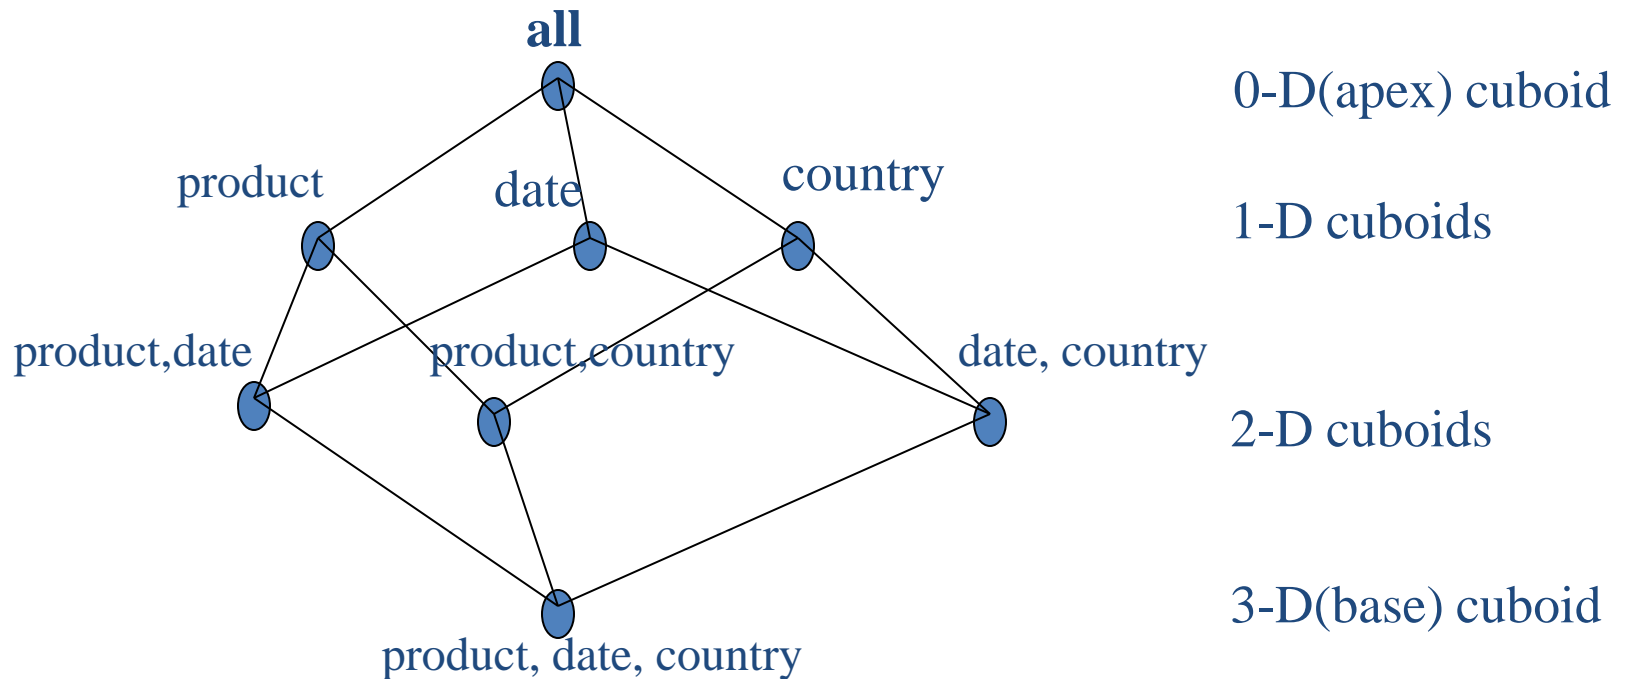 all
0-D(apex) cuboid
product
date
country
1-D cuboids
product,date
product,country
date, country
2-D cuboids
3-D(base) cuboid
product, date, country